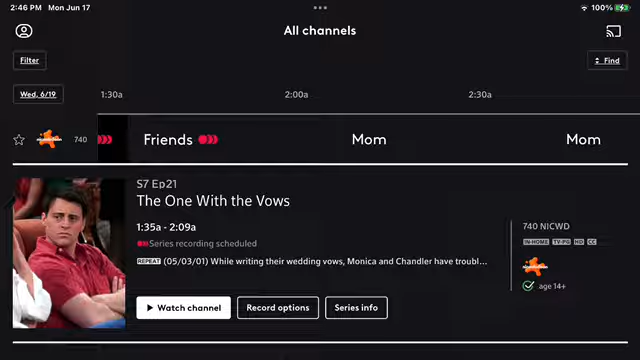 2:46 PM Mon Jun 17
100%
All channels
Filter
Find
Wed, 6/19
1:30a
2:00a
2:30a
740
Friends
Mom
Mom
S7 Ep21
The One With the Vows
1:35a - 2:09a
Series recording scheduled
REPEAT (05/03/01) While writing their wedding vows, Monica and Chandler have troubl...
Watch channel
Record options
Series info
740 NICWD
IN-HOME TV-PG HD CC
nickelodeon
age 14+